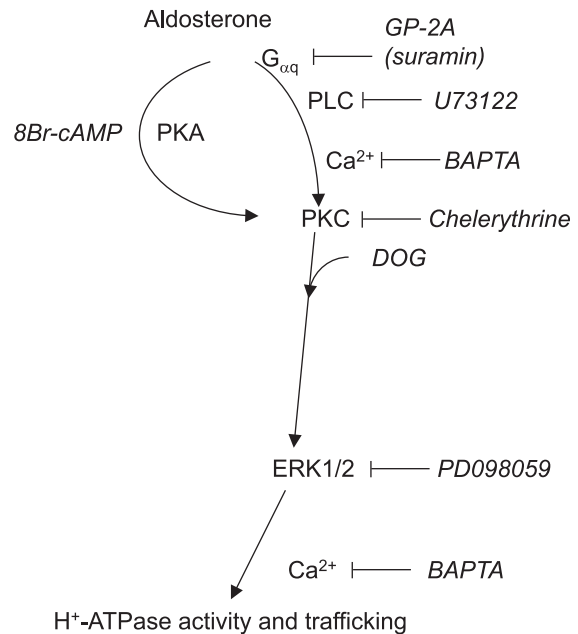 Aldosterone
GP-2A
G_αq
(suramin)
PLC
U73122
8Br-cAMP
PKA
Ca²⁺
BAPTA
PKC
Chelerythrine
DOG
ERK1/2
PD098059
Ca²⁺
BAPTA
H⁺-ATPase activity and trafficking